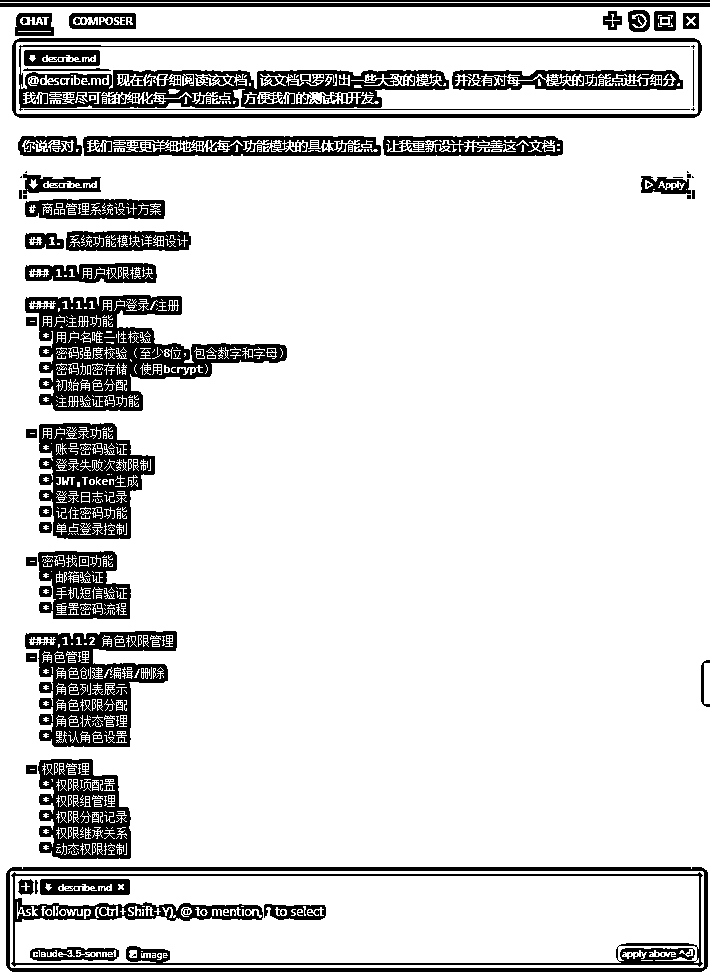 CHAT COMPOSER
describe.md
@describe.md 现在你仔细阅读该文档，该文档只罗列出一些大致的模块，并没有对每一个模块的功能点进行细分，
我们需要尽可能的细化每一个功能点，方便我们的测试和开发。
你说得对，我们需要更详细地细化每个功能模块的具体功能点。让我重新设计并完善这个文档：
describe.md Apply
# 商品管理系统设计方案
## 1. 系统功能模块详细设计
### 1.1 用户权限模块
#### 1.1.1 用户登录/注册
- 用户注册功能
* 用户名唯一性校验
* 密码强度校验（至少8位，包含数字和字母）
* 密码加密存储（使用bcrypt）
* 初始角色分配
* 注册验证码功能
- 用户登录功能
* 账号密码验证
* 登录失败次数限制
* JWT Token生成
* 登录日志记录
* 记住密码功能
* 单点登录控制
- 密码找回功能
* 邮箱验证
* 手机短信验证
* 重置密码流程
#### 1.1.2 角色权限管理
- 角色管理
* 角色创建/编辑/删除
* 角色列表展示
* 角色权限分配
* 角色状态管理
* 默认角色设置
- 权限管理
* 权限项配置
* 权限组管理
* 权限分配记录
* 权限继承关系
* 动态权限控制
describe.md
Ask followup (Ctrl+Shift+Y), @ to mention, ↑ to select
claude-3.5-sonnet image apply above ^⏎